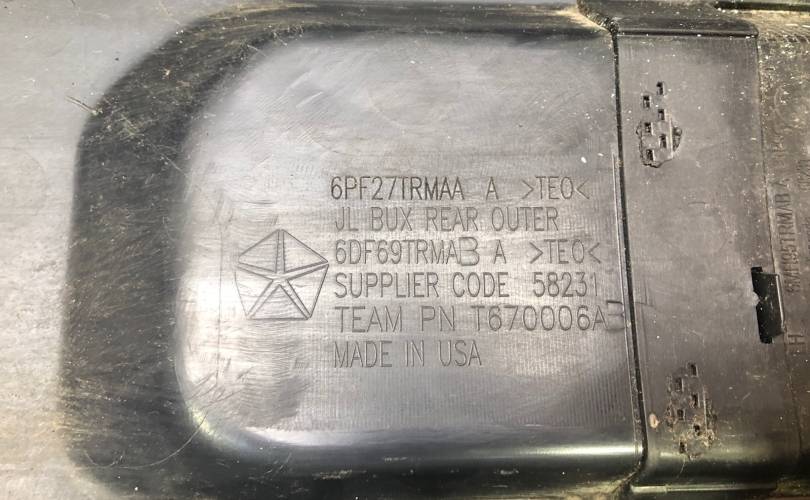 6PF27TRMAA A >TEO<
JL BUX REAR OUTER
6DF69TRMAB A >TEO<
SUPPLIER CODE 58231
TEAM PN T670006AB
MADE IN USA
H